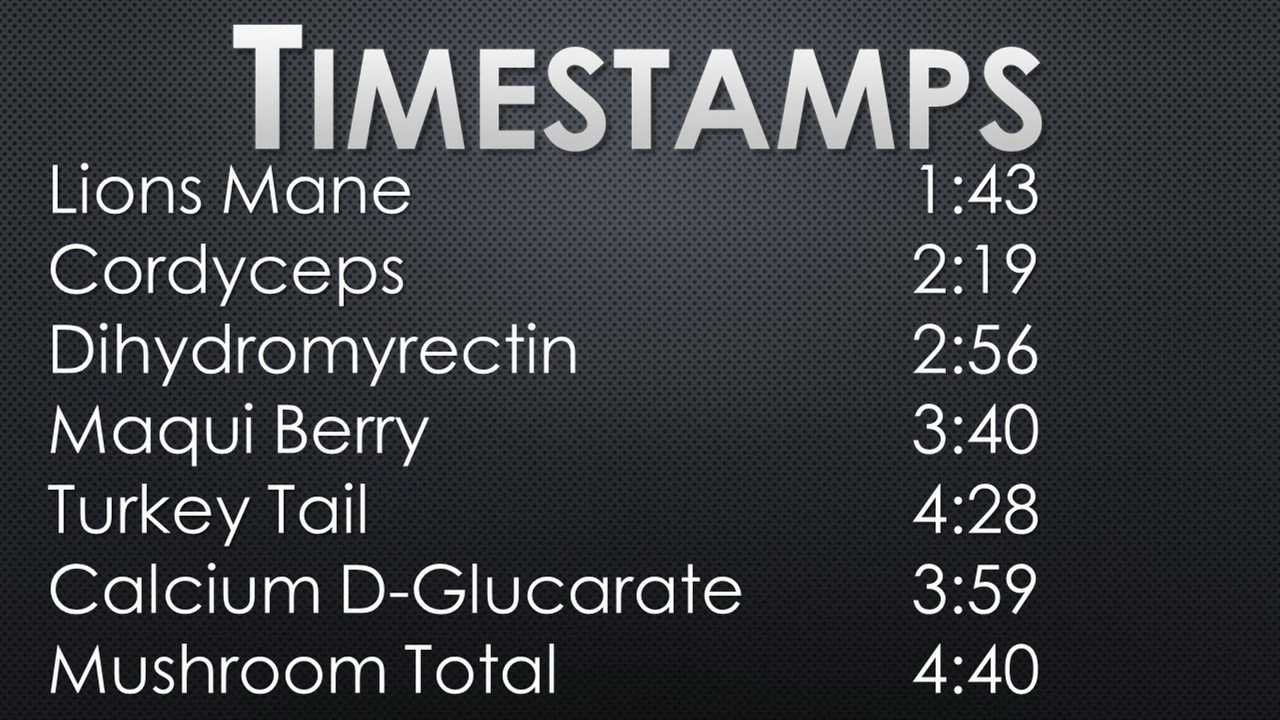 TIMESTAMPS
Lions Mane 1:43
Cordyceps 2:19
Dihydromyrectin 2:56
Maqui Berry 3:40
Turkey Tail 4:28
Calcium D-Glucarate 3:59
Mushroom Total 4:40